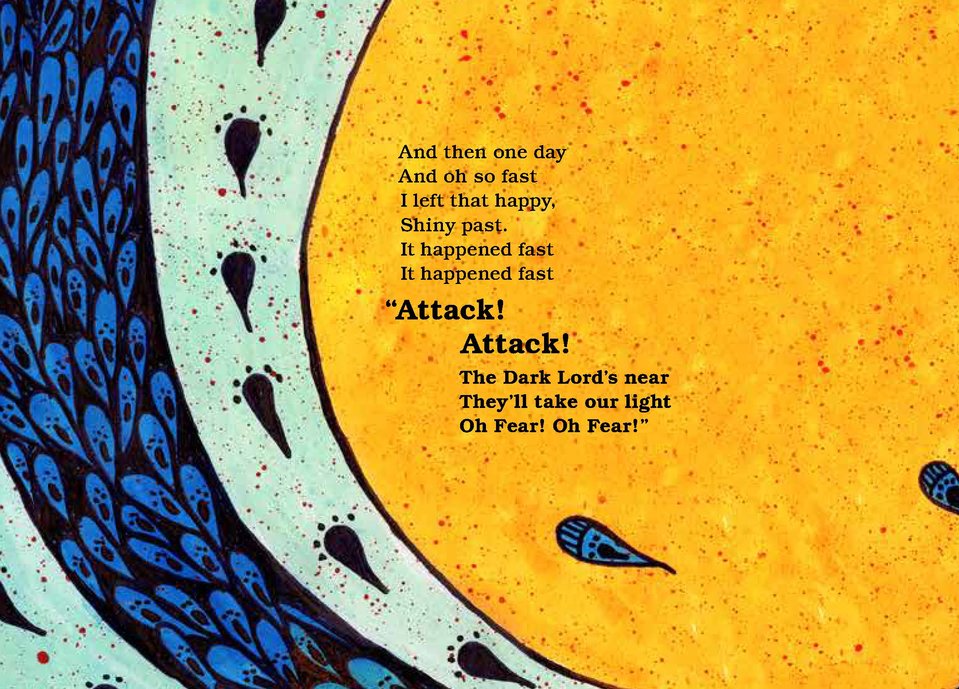 And then one day
And oh so fast
I left that happy,
Shiny past.
It happened fast
It happened fast
“Attack!
Attack!
The Dark Lord’s near
They’ll take our light
Oh Fear! Oh Fear!”